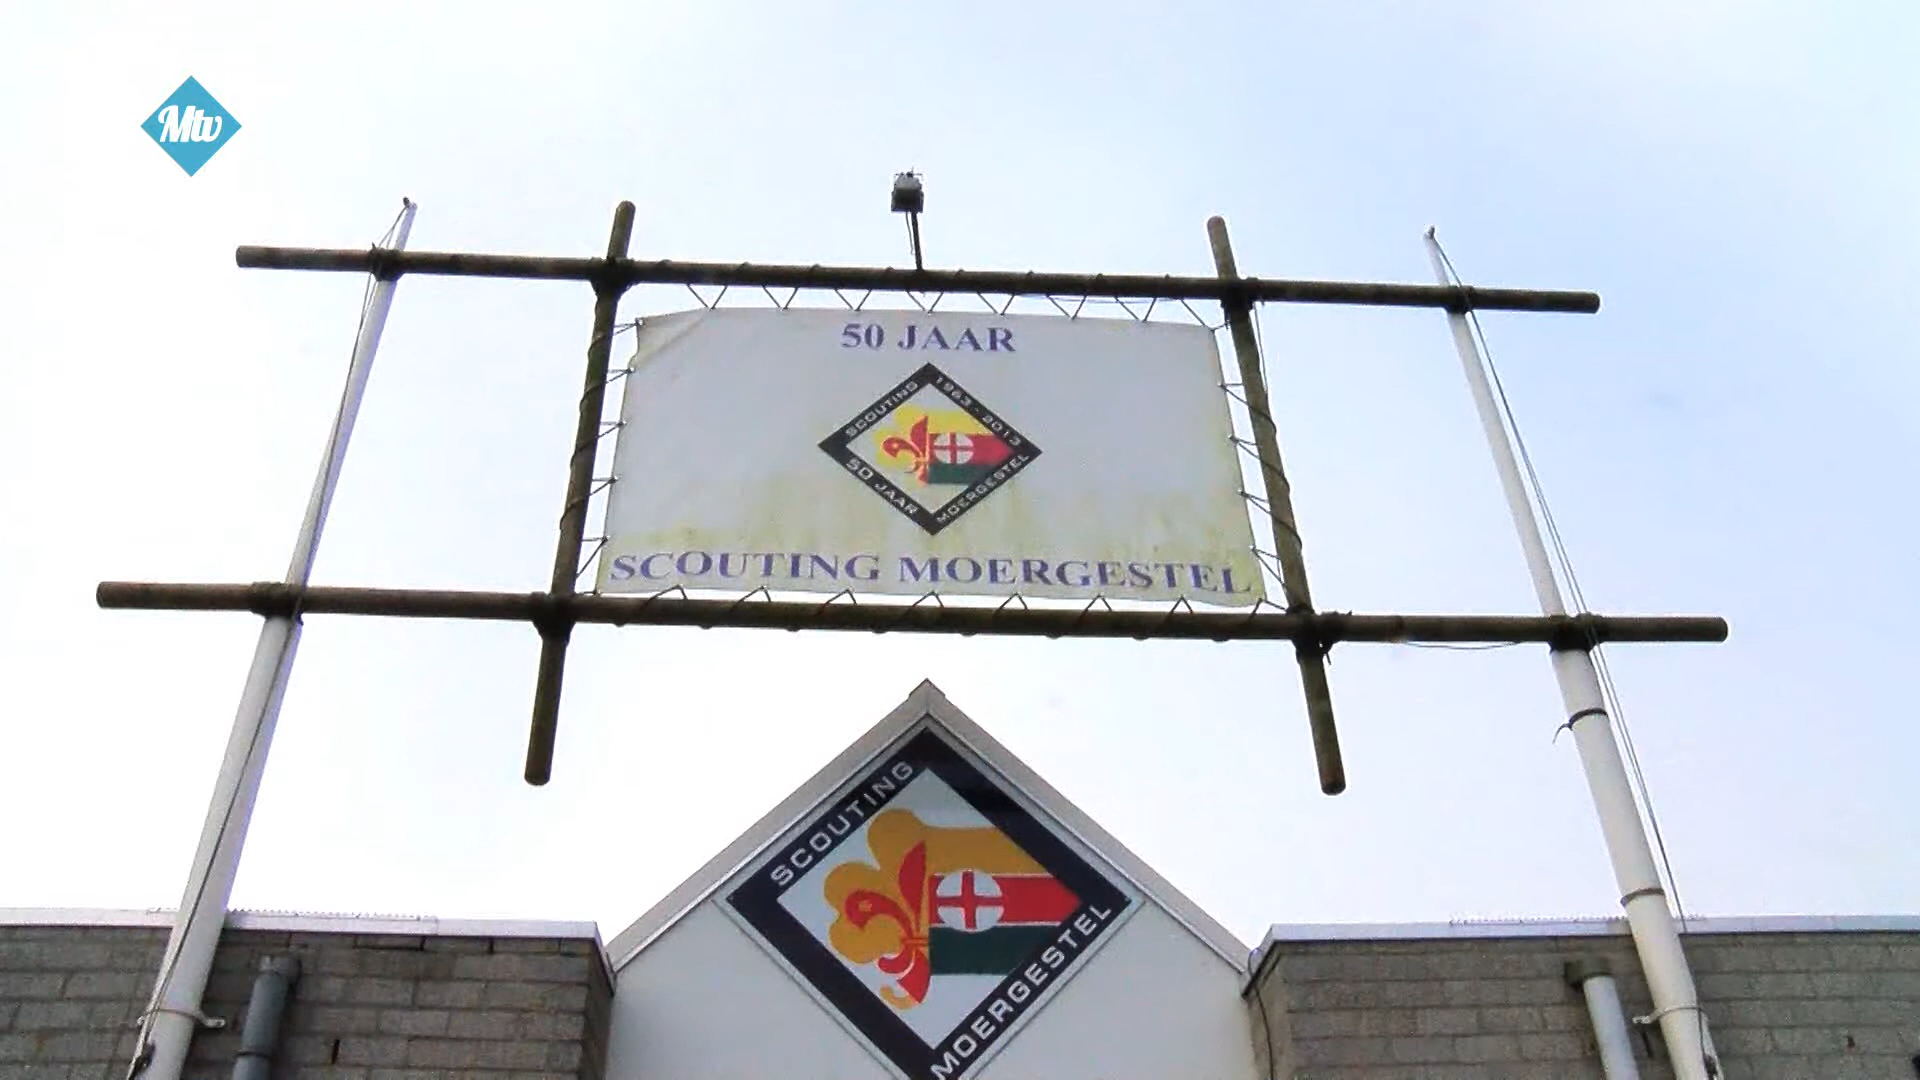 Mtv
50 JAAR
SCOUTING
1963 - 2013
50 JAAR
MOERGESTEL
SCOUTING MOERGESTEL
SCOUTING
MOERGESTEL